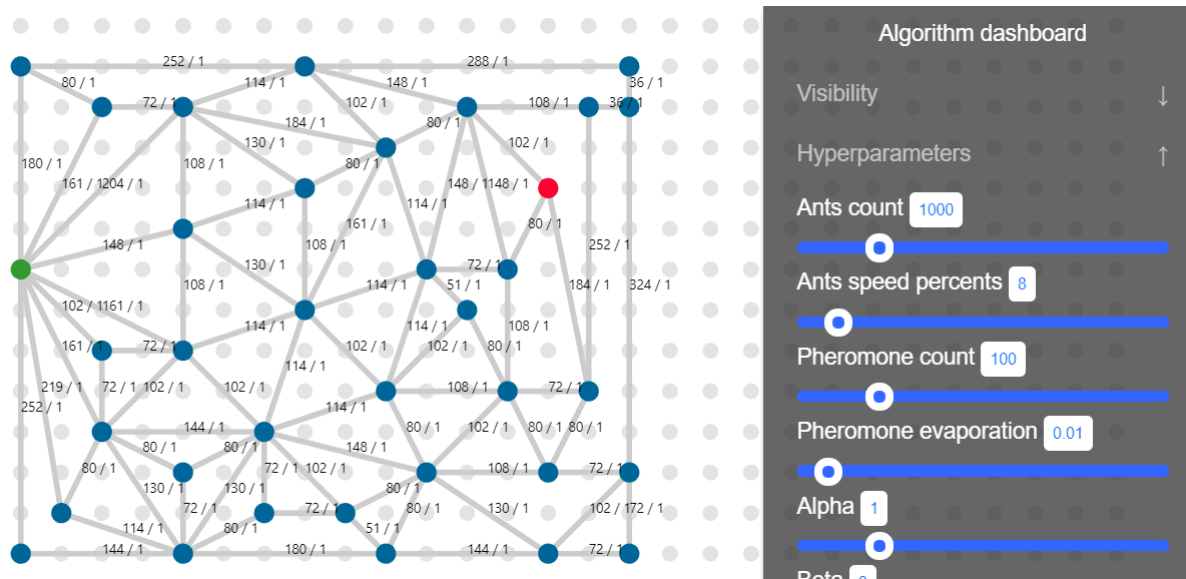 252 / 1
288 / 1
80 / 1
114 / 1
148 / 1
36 / 1
72 / 1
102 / 1
108 / 1
36 / 1
184 / 1
80 / 1
130 / 1
102 / 1
180 / 1
108 / 1
80 / 1
161 / 1204 / 1
148 / 1148 / 1
114 / 1
114 / 1
161 / 1
80 / 1
148 / 1
108 / 1
252 / 1
130 / 1
72 / 1
108 / 1
114 / 1
51 / 1
184 / 1
324 / 1
102 / 1161 / 1
114 / 1
114 / 1
108 / 1
161 / 1
72 / 1
102 / 1
102 / 1
80 / 1
114 / 1
219 / 1
72 / 1
102 / 1
102 / 1
108 / 1
72 / 1
252 / 1
114 / 1
144 / 1
80 / 1
102 / 1
80 / 1
80 / 1
80 / 1
80 / 1
148 / 1
80 / 1
72 / 1
102 / 1
108 / 1
72 / 1
130 / 1
130 / 1
80 / 1
72 / 1
72 / 1
80 / 1
130 / 1
102 / 1
172 / 1
114 / 1
80 / 1
51 / 1
144 / 1
180 / 1
144 / 1
72 / 1
Algorithm dashboard
Visibility ↓
Hyperparameters ↑
Ants count 1000
Ants speed percents 8
Pheromone count 100
Pheromone evaporation 0.01
Alpha 1